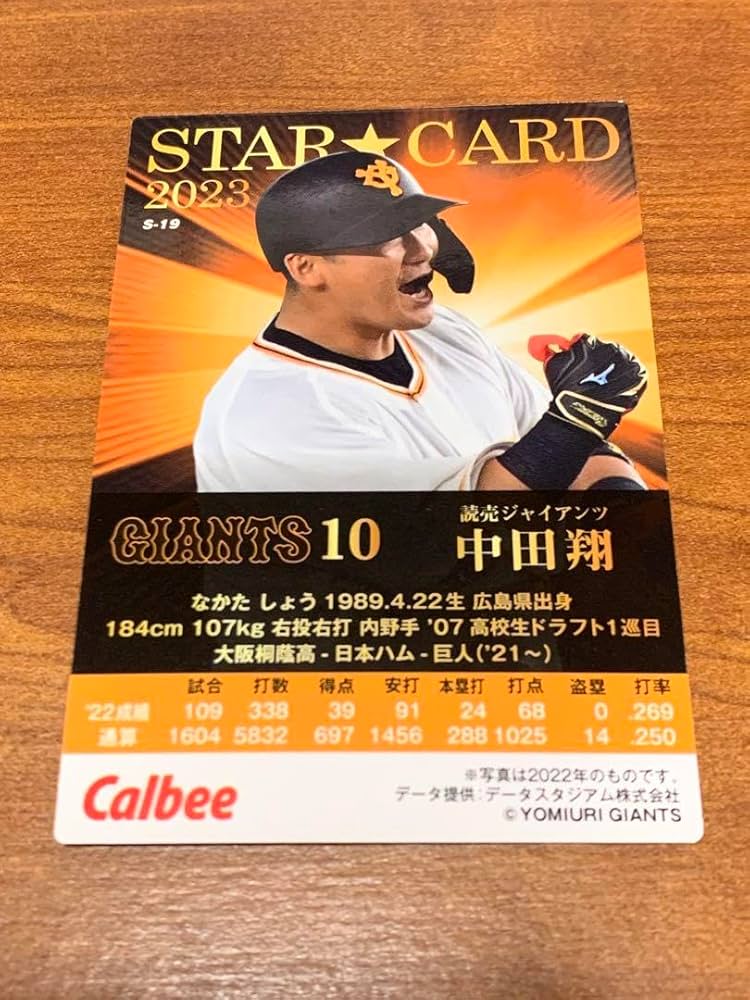 STAR★CARD
2023
S-19
GIANTS 10
読売ジャイアンツ
中田翔
なかた しょう 1989.4.22生 広島県出身
184cm 107kg 右投右打 内野手 '07 高校生ドラフト1巡目
大阪桐蔭高 - 日本ハム - 巨人('21～)
試合 打数 得点 安打 本塁打 打点 盗塁 打率
'22成績 109 338 39 91 24 68 0 .269
通算 1604 5832 697 1456 288 1025 14 .250
Calbee
※写真は2022年のものです。
データ提供：データスタジアム株式会社
© YOMIURI GIANTS